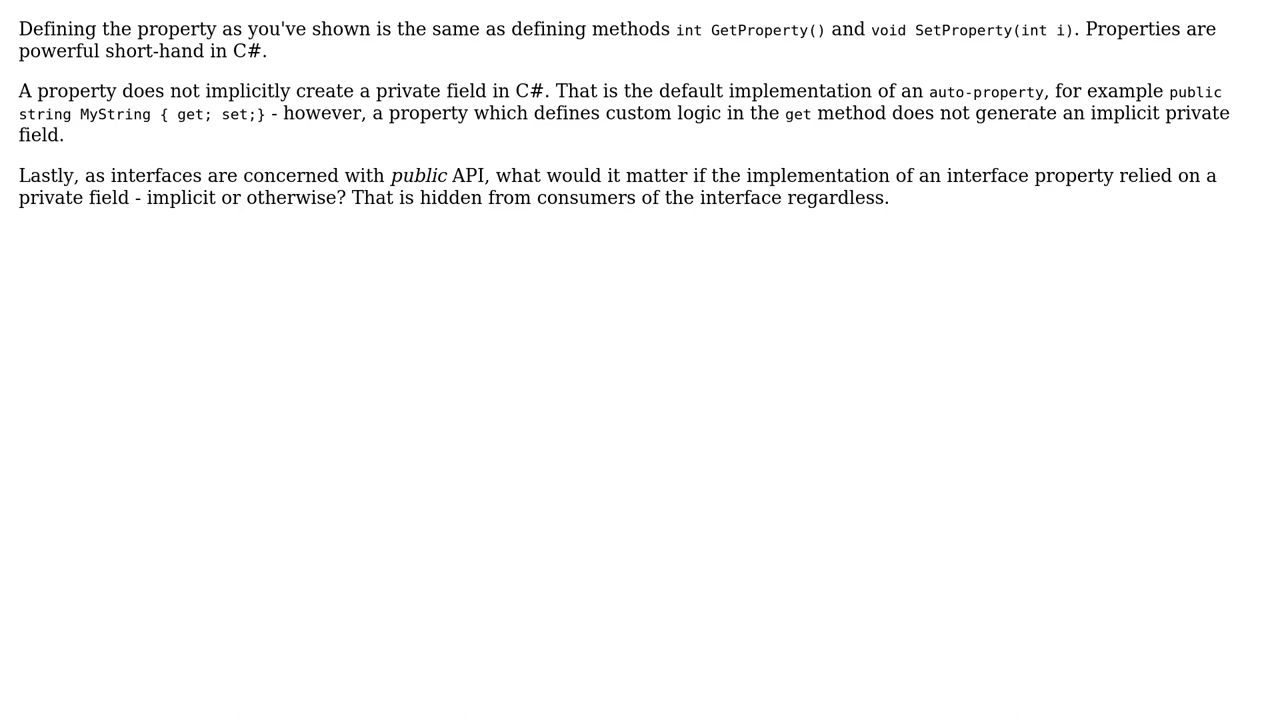 Defining the property as you've shown is the same as defining methods int GetProperty() and void SetProperty(int i). Properties are
powerful short-hand in C#.
A property does not implicitly create a private field in C#. That is the default implementation of an auto-property, for example public
string MyString { get; set;} - however, a property which defines custom logic in the get method does not generate an implicit private
field.
Lastly, as interfaces are concerned with public API, what would it matter if the implementation of an interface property relied on a
private field - implicit or otherwise? That is hidden from consumers of the interface regardless.